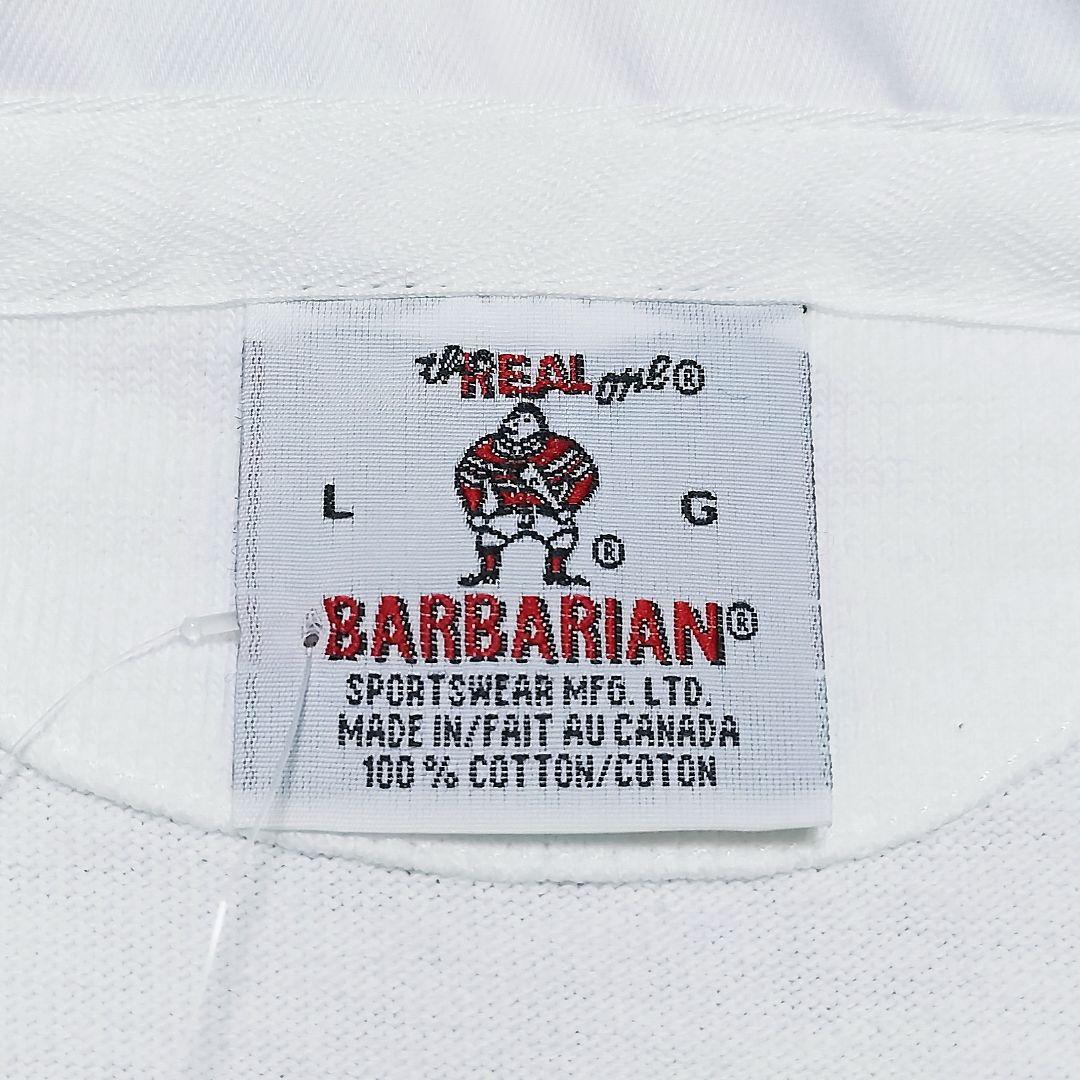 the REAL one®
L G
®
BARBARIAN®
SPORTSWEAR MFG. LTD.
MADE IN/FAIT AU CANADA
100% COTTON/COTON